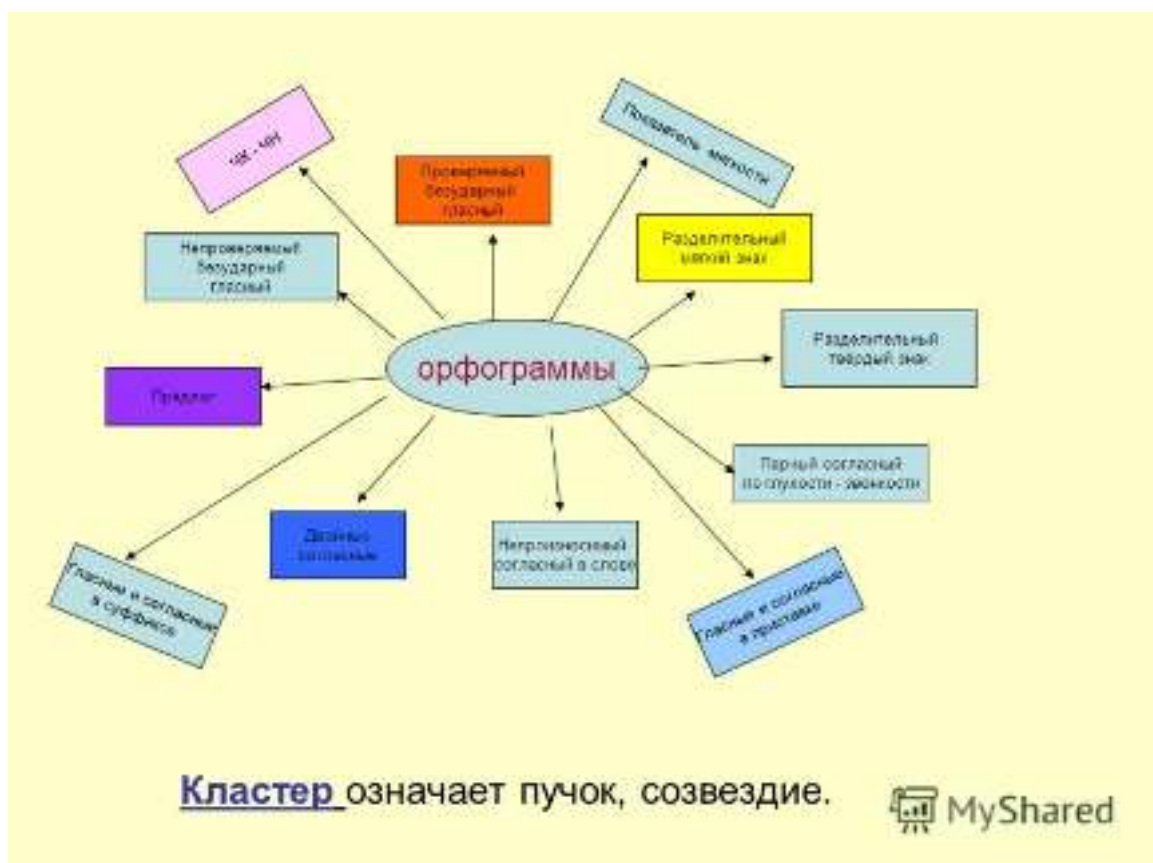 чк - чн
Показатель мягкости
Проверяемый
безударный
гласный
Разделительный
мягкий знак
Непроверяемый
безударный
гласный
Разделительный
твёрдый знак
орфограммы
Предлог
Парный согласный
по глухости - звонкости
Двойные
согласные
Непроизносимый
согласный в слове
Гласные и согласные
в суффиксе
Гласные и согласные
в приставке
Кластер означает пучок, созвездие.
MyShared